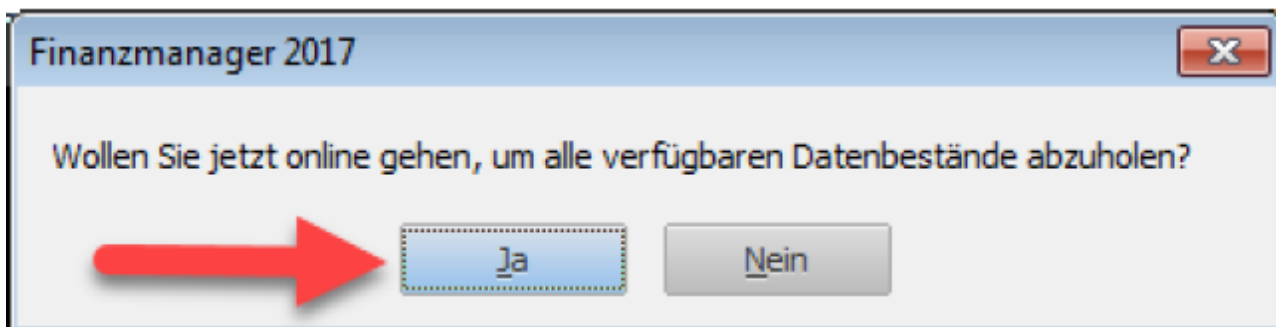 Finanzmanager 2017
Wollen Sie jetzt online gehen, um alle verfügbaren Datenbestände abzuholen?
Ja
Nein